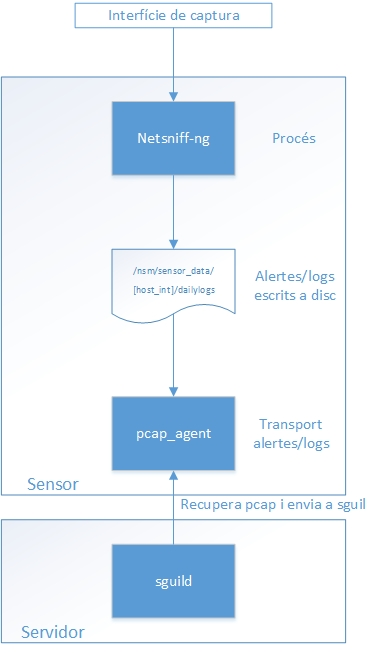 Interfície de captura
Netsniff-ng
Procés
/nsm/sensor_data/
[host_int]/dailylogs
Alertes/logs
escrits a disc
pcap_agent
Transport
alertes/logs
Sensor
Recupera pcap i envia a sguil
sguild
Servidor